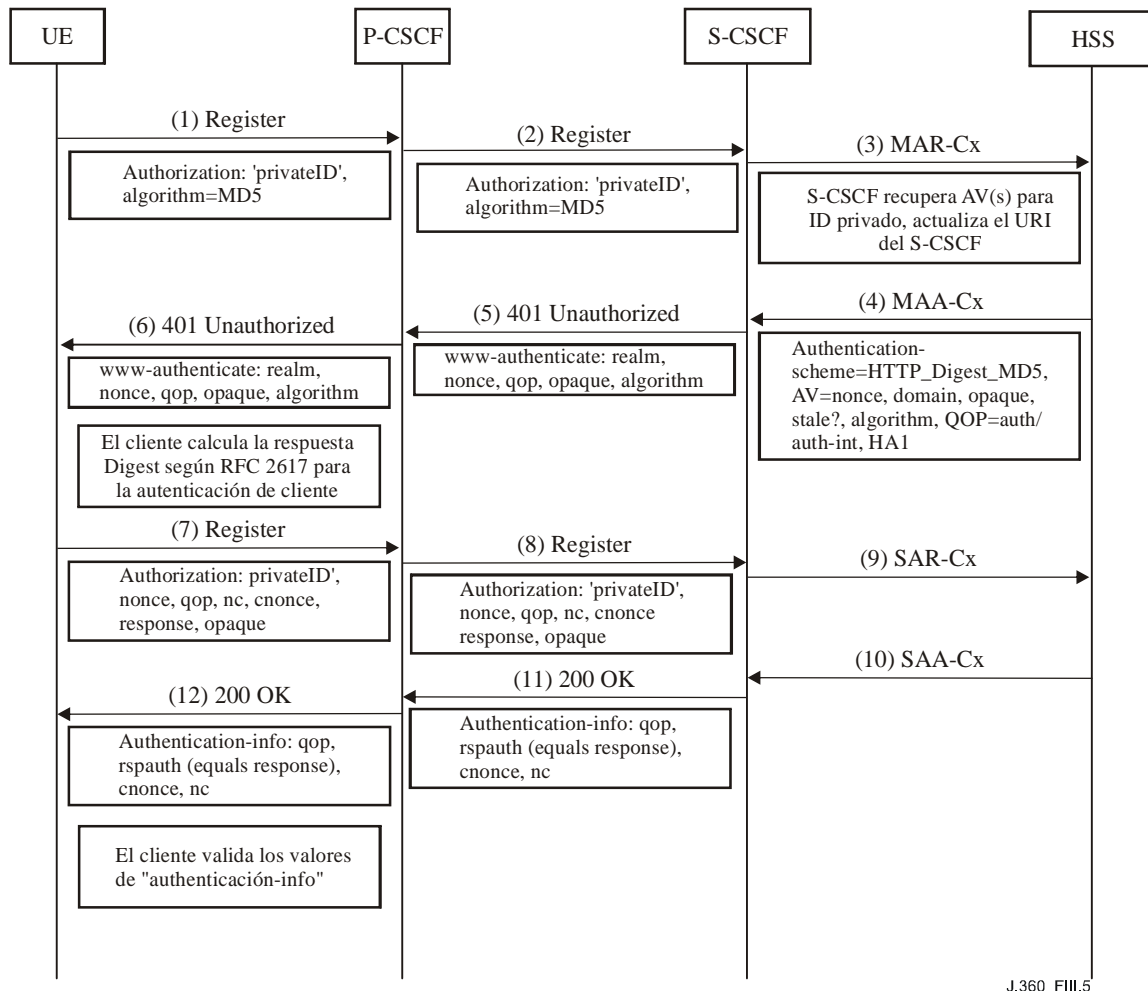 UE
P-CSCF
S-CSCF
HSS
(1) Register
Authorization: 'privateID',
algorithm=MD5
(2) Register
Authorization: 'privateID',
algorithm=MD5
(3) MAR-Cx
S-CSCF recupera AV(s) para
ID privado, actualiza el URI
del S-CSCF
(4) MAA-Cx
Authentication-
scheme=HTTP_Digest_MD5,
AV=nonce, domain, opaque,
stale?, algorithm, QOP=auth/
auth-int, HA1
(5) 401 Unauthorized
www-authenticate: realm,
nonce, qop, opaque, algorithm
(6) 401 Unauthorized
www-authenticate: realm,
nonce, qop, opaque, algorithm
El cliente calcula la respuesta
Digest según RFC 2617 para
la autenticación de cliente
(7) Register
Authorization: privateID',
nonce, qop, nc, cnonce,
response, opaque
(8) Register
Authorization: 'privateID',
nonce, qop, nc, cnonce
response, opaque
(9) SAR-Cx
(10) SAA-Cx
(11) 200 OK
Authentication-info: qop,
rspauth (equals response),
cnonce, nc
(12) 200 OK
Authentication-info: qop,
rspauth (equals response),
cnonce, nc
El cliente valida los valores
de "authenticación-info"
J.360_FIII.5